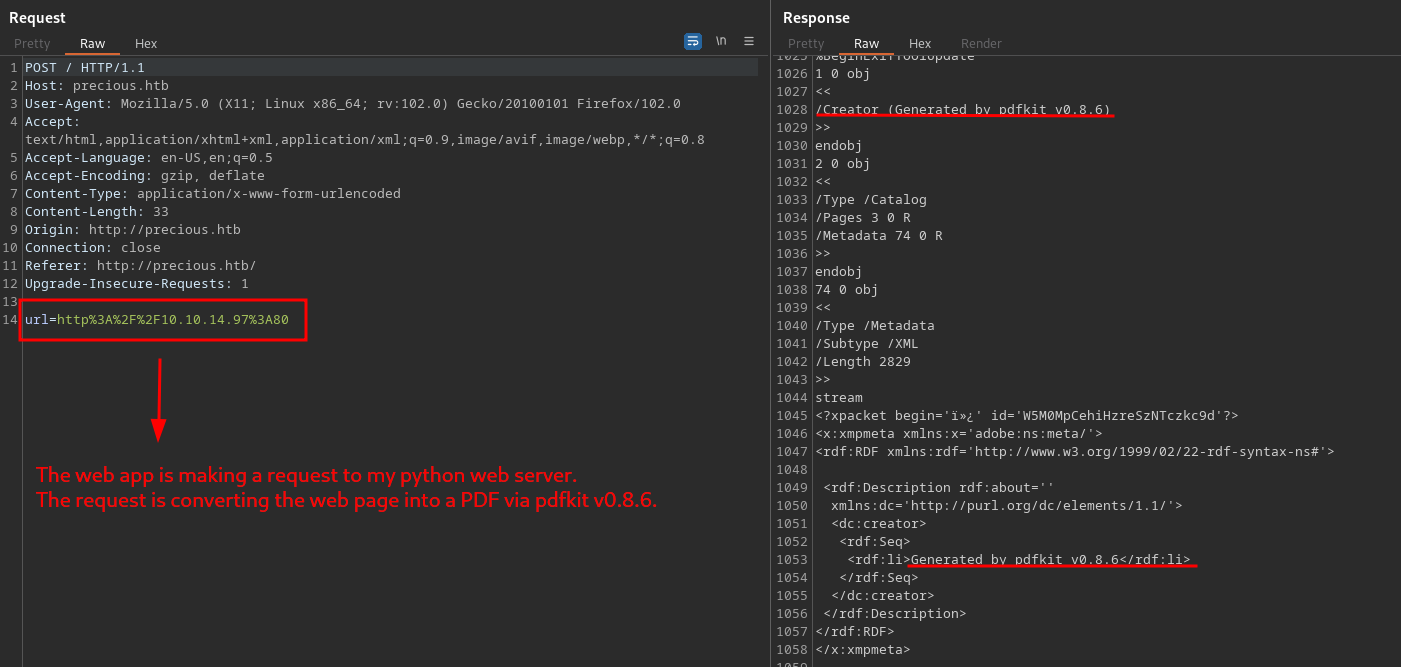 Request
Pretty Raw Hex
\n
1 POST / HTTP/1.1
2 Host: precious.htb
3 User-Agent: Mozilla/5.0 (X11; Linux x86_64; rv:102.0) Gecko/20100101 Firefox/102.0
4 Accept:
text/html,application/xhtml+xml,application/xml;q=0.9,image/avif,image/webp,*/*;q=0.8
5 Accept-Language: en-US,en;q=0.5
6 Accept-Encoding: gzip, deflate
7 Content-Type: application/x-www-form-urlencoded
8 Content-Length: 33
9 Origin: http://precious.htb
10 Connection: close
11 Referer: http://precious.htb/
12 Upgrade-Insecure-Requests: 1
13
14 url=http%3A%2F%2F10.10.14.97%3A80
The web app is making a request to my python web server.
The request is converting the web page into a PDF via pdfkit v0.8.6.
Response
Pretty Raw Hex Render
1025 %BeginExifToolUpdate
1026 1 0 obj
1027 <<
1028 /Creator (Generated by pdfkit v0.8.6)
1029 >>
1030 endobj
1031 2 0 obj
1032 <<
1033 /Type /Catalog
1034 /Pages 3 0 R
1035 /Metadata 74 0 R
1036 >>
1037 endobj
1038 74 0 obj
1039 <<
1040 /Type /Metadata
1041 /Subtype /XML
1042 /Length 2829
1043 >>
1044 stream
1045 <?xpacket begin='ï»¿' id='W5M0MpCehiHzreSzNTczkc9d'?>
1046 <x:xmpmeta xmlns:x='adobe:ns:meta/'>
1047 <rdf:RDF xmlns:rdf='http://www.w3.org/1999/02/22-rdf-syntax-ns#'>
1048
1049 <rdf:Description rdf:about=''
1050 xmlns:dc='http://purl.org/dc/elements/1.1/'>
1051 <dc:creator>
1052 <rdf:Seq>
1053 <rdf:li>Generated by pdfkit v0.8.6</rdf:li>
1054 </rdf:Seq>
1055 </dc:creator>
1056 </rdf:Description>
1057 </rdf:RDF>
1058 </x:xmpmeta>
1059